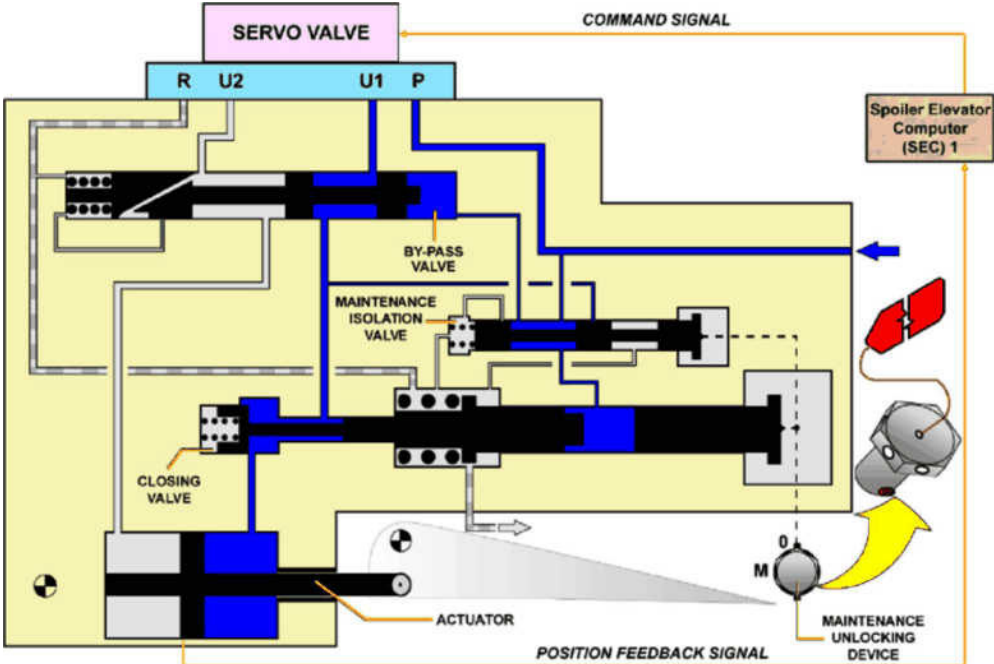 COMMAND SIGNAL
SERVO VALVE
R U2 U1 P
Spoiler Elevator
Computer
(SEC) 1
BY-PASS
VALVE
MAINTENANCE
ISOLATION
VALVE
CLOSING
VALVE
0
M
ACTUATOR
MAINTENANCE
UNLOCKING
DEVICE
POSITION FEEDBACK SIGNAL